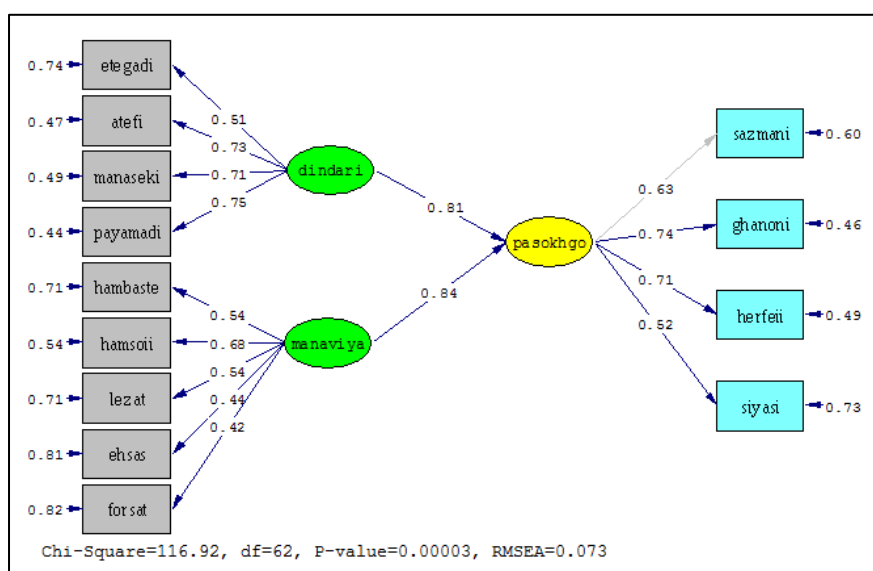 0.74 etegadi
0.47 atefi
0.49 manaseki
0.44 payamadi
0.71 hambaste
0.54 hamsoii
0.71 lezat
0.81 ehsas
0.82 forsat
0.51
0.73
0.71
0.75
0.54
0.68
0.54
0.44
0.42
dindari
manaviya
0.81
0.84
pasokhgo
0.63
0.74
0.71
0.52
sazmani 0.60
ghanoni 0.46
herfeii 0.49
siyasi 0.73
Chi-Square=116.92, df=62, P-value=0.00003, RMSEA=0.073